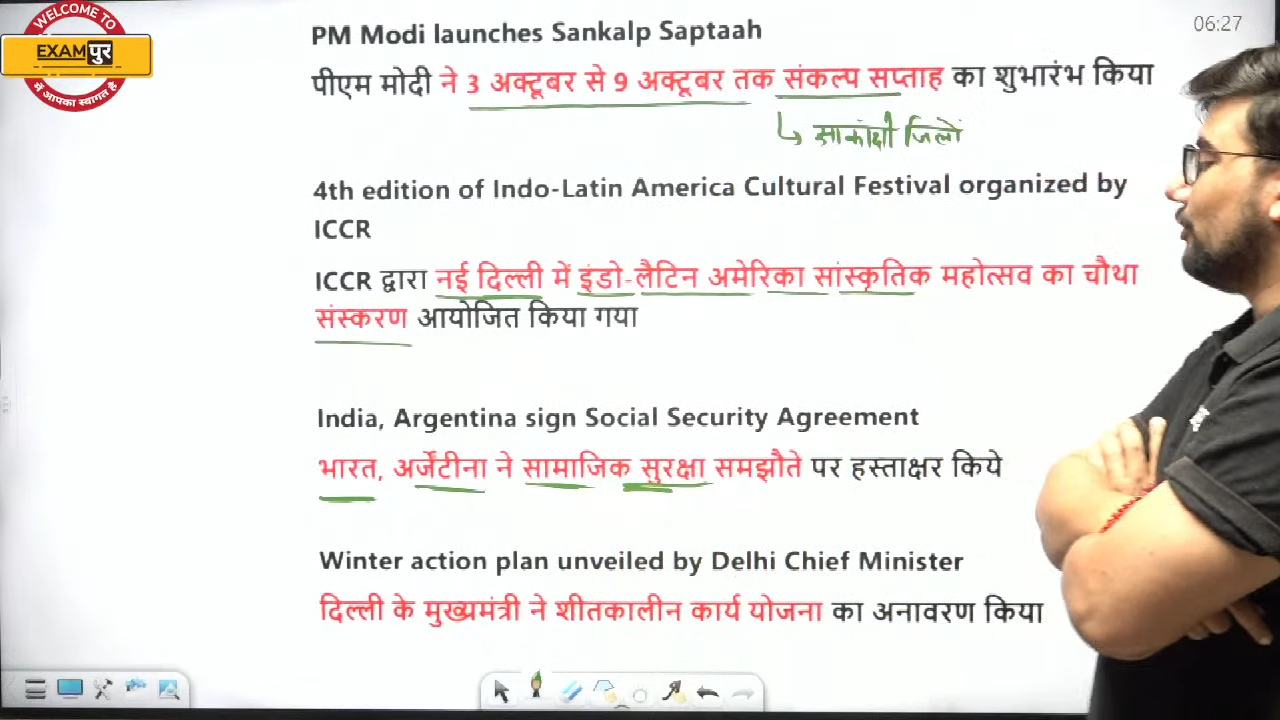 WELCOME TO
EXAMपुर
में आपका स्वागत है
06:27
PM Modi launches Sankalp Saptaah
पीएम मोदी ने 3 अक्टूबर से 9 अक्टूबर तक संकल्प सप्ताह का शुभारंभ किया
जिलों
4th edition of Indo-Latin America Cultural Festival organized by
ICCR
ICCR द्वारा नई दिल्ली में इंडो-लैटिन अमेरिका सांस्कृतिक महोत्सव का चौथा
संस्करण आयोजित किया गया
India, Argentina sign Social Security Agreement
भारत, अर्जेंटीना ने सामाजिक सुरक्षा समझौते पर हस्ताक्षर किये
Winter action plan unveiled by Delhi Chief Minister
दिल्ली के मुख्यमंत्री ने शीतकालीन कार्य योजना का अनावरण किया